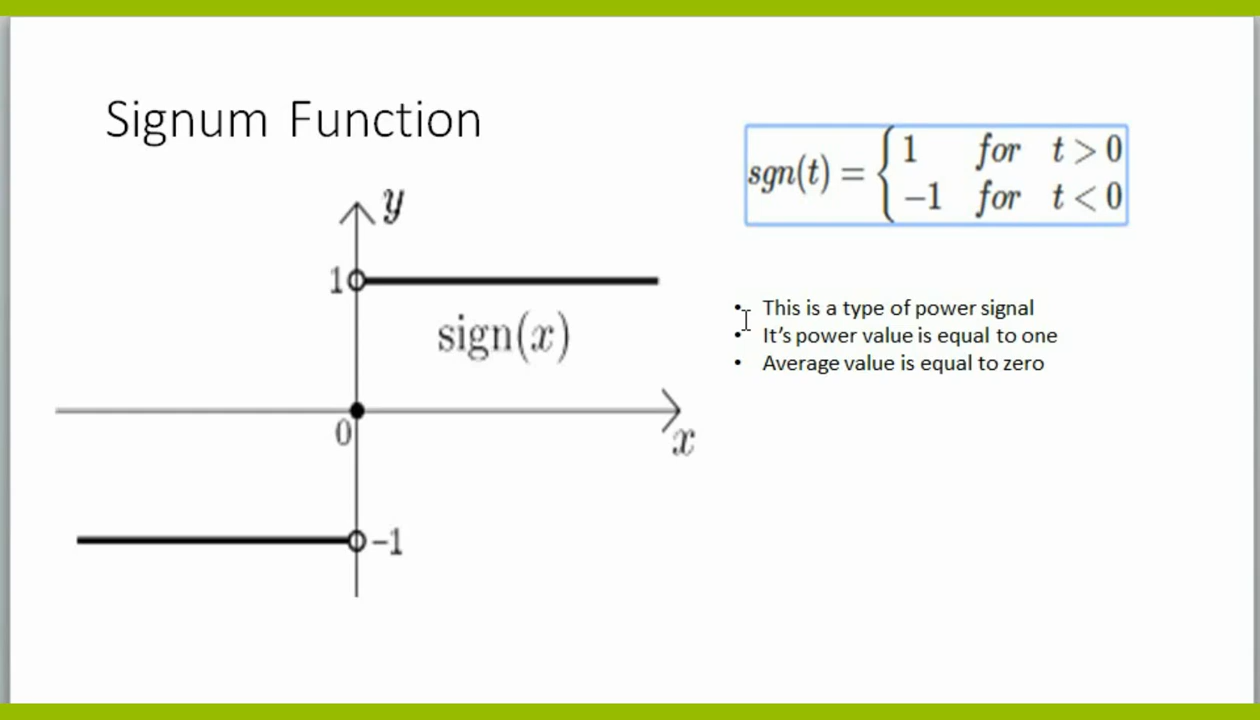 Signum Function
sgn(t) = { 1 for t > 0
−1 for t < 0
y
1
sign(x)
0
x
−1
• This is a type of power signal
• It's power value is equal to one
• Average value is equal to zero